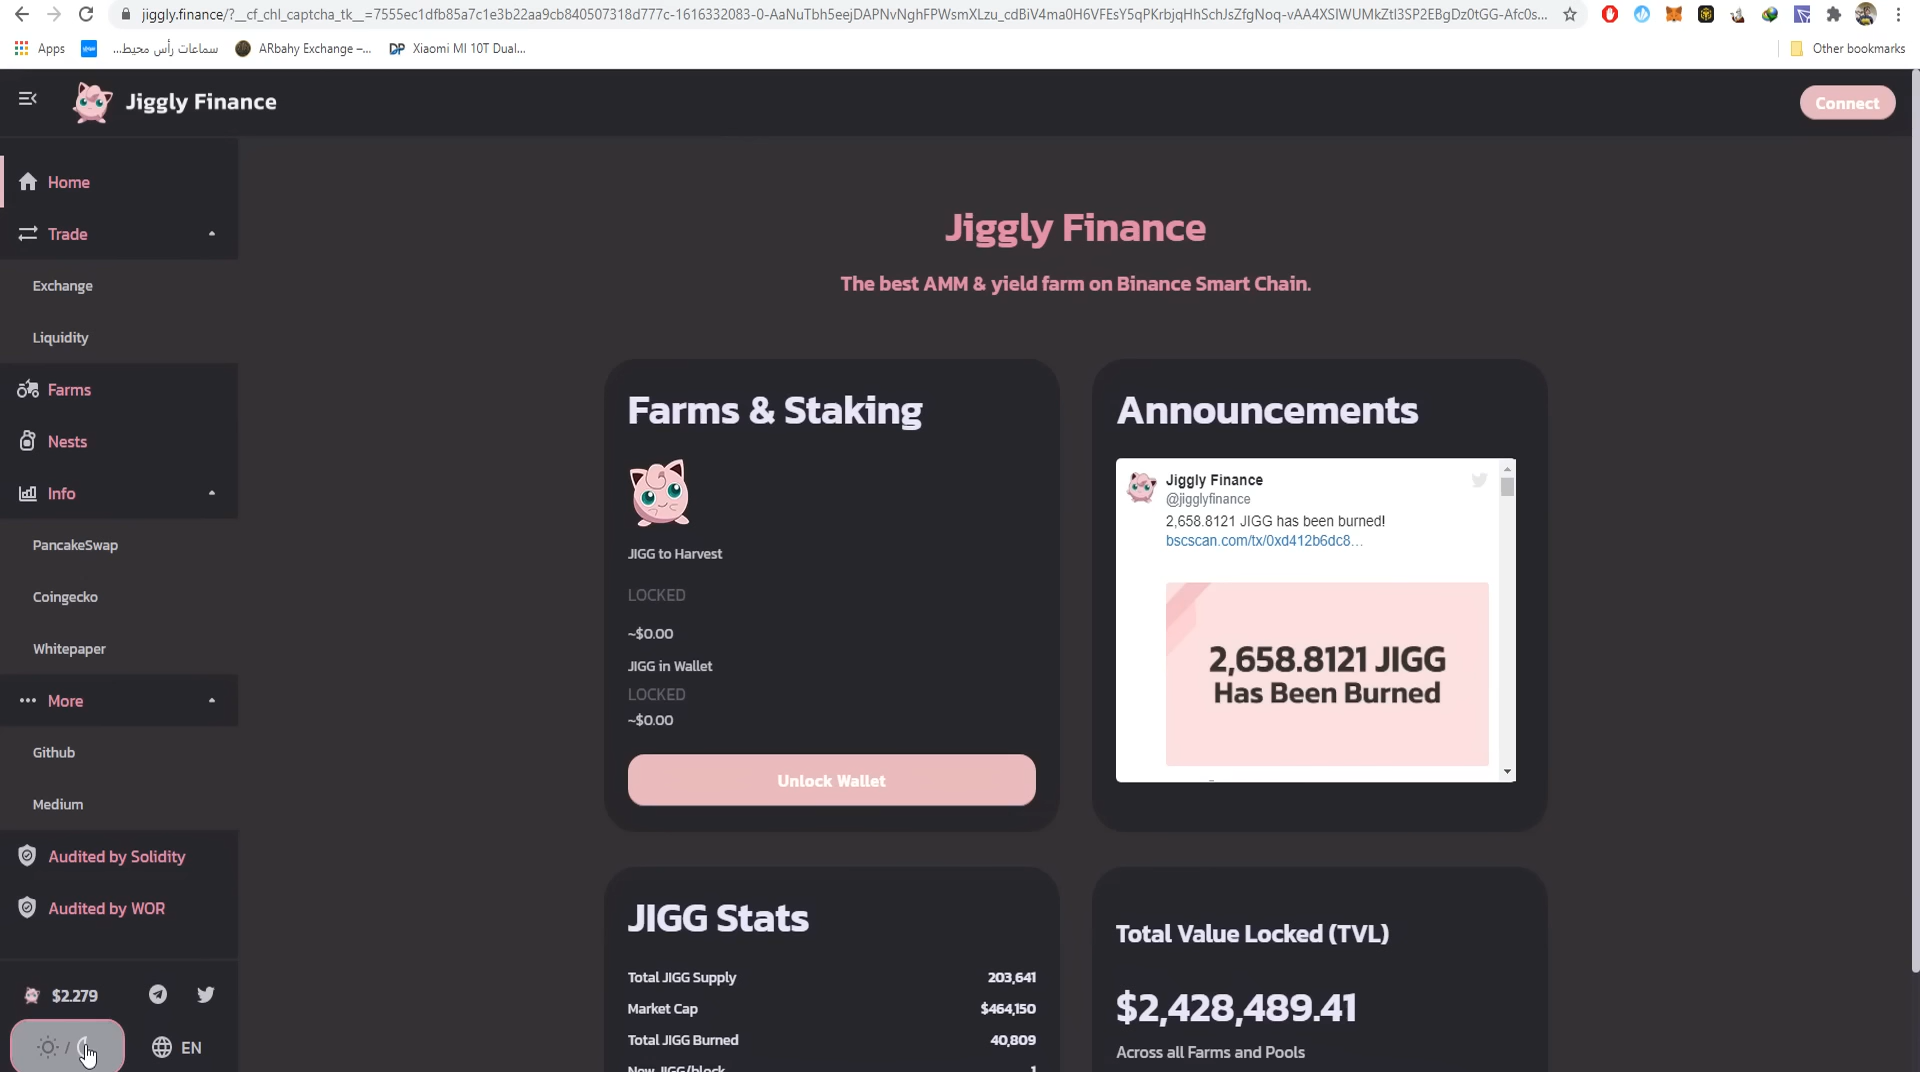 jiggly.finance/?__cf_chl_captcha_tk__=7555ec1dfb85a7c1e3b22aa9cb840507318d777c-1616332083-0-AaNuTbh5eejDAPNvNghFPWsmXLzu_cdBiV4ma0H6VFEsY5qPKrbjqHhSchJsZfgNoq-vAA4XSIWUMkZtI3SP2EBgDz0tGG-Afc0s...
Apps
سماعات رأس محيط...
ARbahy Exchange –...
DP Xiaomi MI 10T Dual...
Other bookmarks
Jiggly Finance
Connect
Home
Trade
Exchange
Liquidity
Farms
Nests
Info
PancakeSwap
Coingecko
Whitepaper
More
Github
Medium
Audited by Solidity
Audited by WOR
$2.279
/
EN
Jiggly Finance
The best AMM & yield farm on Binance Smart Chain.
Farms & Staking
JIGG to Harvest
LOCKED
~$0.00
JIGG in Wallet
LOCKED
~$0.00
Unlock Wallet
Announcements
Jiggly Finance
@jigglyfinance
2,658.8121 JIGG has been burned!
bscscan.com/tx/0xd412b6dc8…
2,658.8121 JIGG
Has Been Burned
JIGG Stats
Total JIGG Supply 203,641
Market Cap $464,150
Total JIGG Burned 40,809
New JIGG/block 1
Total Value Locked (TVL)
$2,428,489.41
Across all Farms and Pools